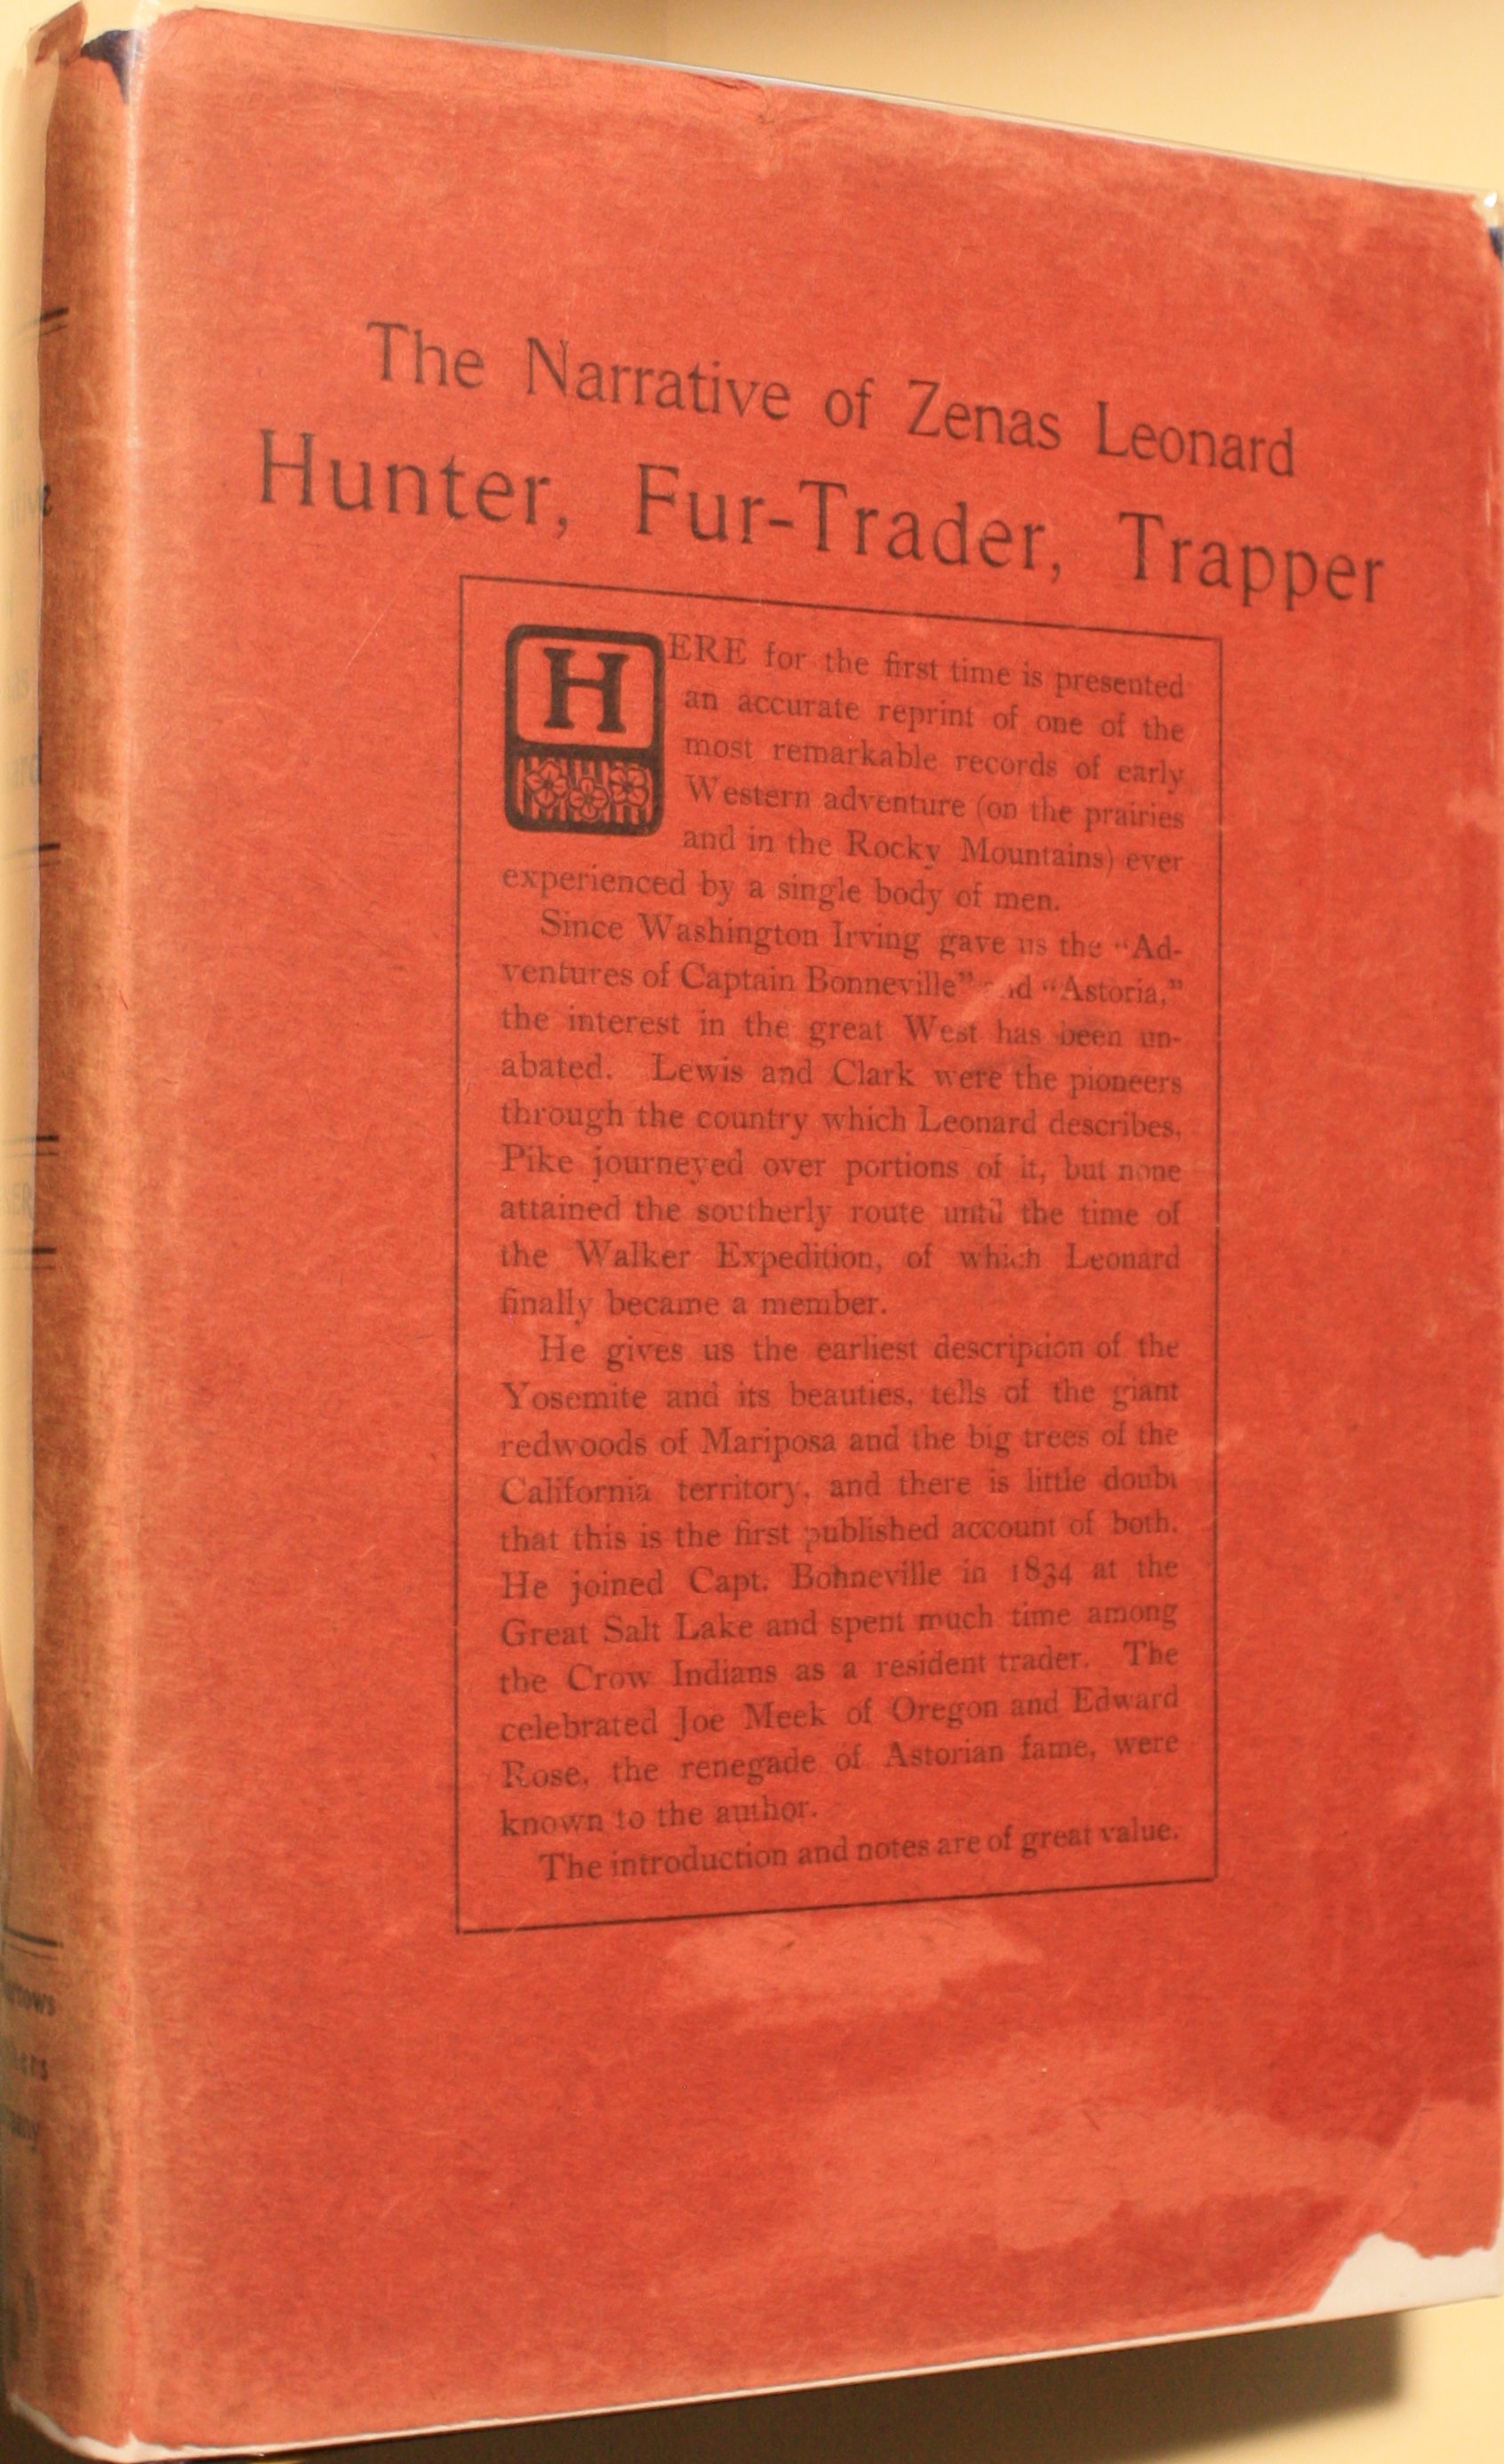 The Narrative of Zenas Leonard
Hunter, Fur-Trader, Trapper
HERE for the first time is presented
an accurate reprint of one of the
most remarkable records of early
Western adventure (on the prairies
and in the Rocky Mountains) ever
experienced by a single body of men.
Since Washington Irving gave us the "Ad-
ventures of Captain Bonneville" and "Astoria,"
the interest in the great West has been un-
abated. Lewis and Clark were the pioneers
through the country which Leonard describes,
Pike journeyed over portions of it, but none
attained the southerly route until the time of
the Walker Expedition, of which Leonard
finally became a member.
He gives us the earliest description of the
Yosemite and its beauties, tells of the giant
redwoods of Mariposa and the big trees of the
California territory, and there is little doubt
that this is the first published account of both.
He joined Capt. Bonneville in 1834 at the
Great Salt Lake and spent much time among
the Crow Indians as a resident trader. The
celebrated Joe Meek of Oregon and Edward
Rose, the renegade of Astorian fame, were
known to the author.
The introduction and notes are of great value.